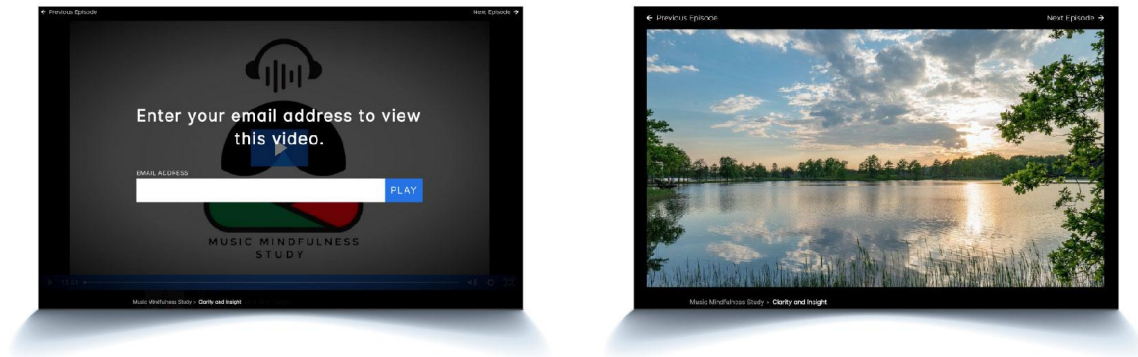 ← Previous Episode
Next Episode →
Enter your email address to view
this video.
EMAIL ADDRESS
PLAY
MUSIC MINDFULNESS
STUDY
Music Mindfulness Study > Clarity and Insight
← Previous Episode
Next Episode →
Music Mindfulness Study > Clarity and Insight